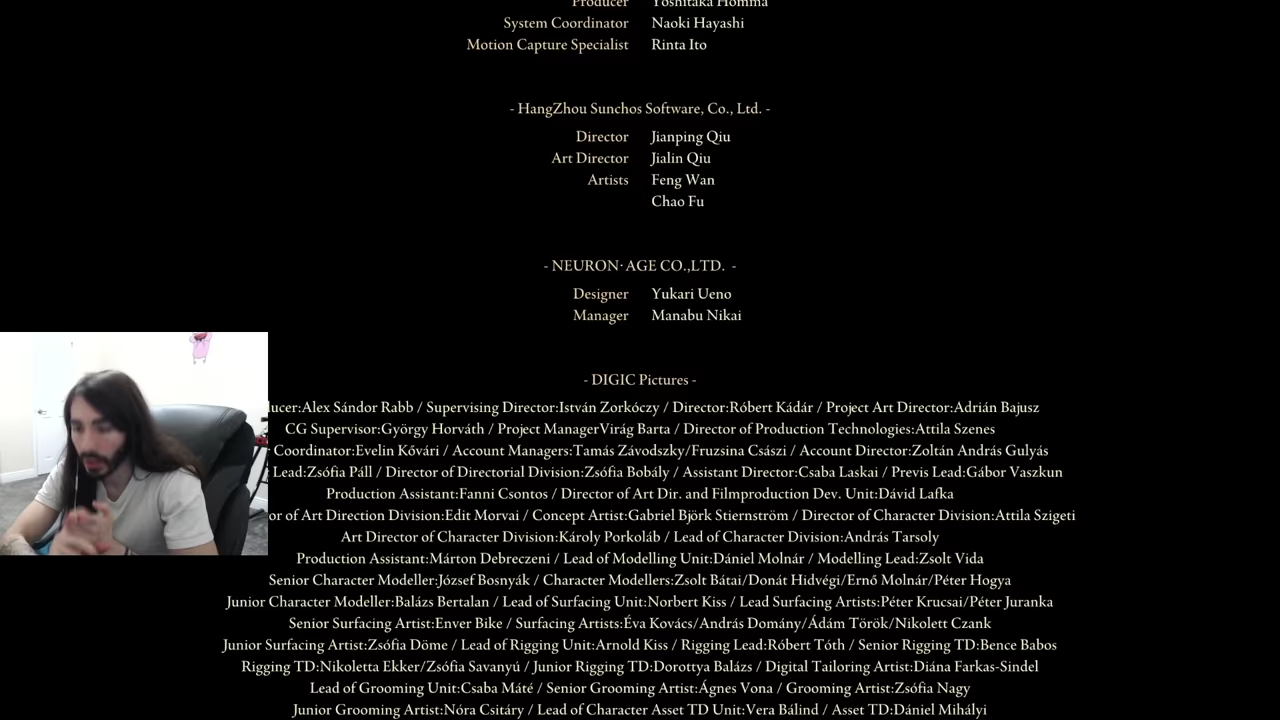 Producer Yoshitaka Homma
System Coordinator Naoki Hayashi
Motion Capture Specialist Rinta Ito
- HangZhou Sunchos Software, Co., Ltd. -
Director Jianping Qiu
Art Director Jialin Qiu
Artists Feng Wan
Chao Fu
- NEURON·AGE CO.,LTD. -
Designer Yukari Ueno
Manager Manabu Nikai
- DIGIC Pictures -
Sándor Rabb / Supervising Director:István Zorkóczy / Director:Róbert Kádár / Project Art Director:Adrián Bajusz
CG Supervisor:György Horváth / Project ManagerVirág Barta / Director of Production Technologies:Attila Szenes
Coordinator:Evelin Kővári / Account Managers:Tamás Závodszky/Fruzsina Császi / Account Director:Zoltán András Gulyás
Lead:Zsófia Páll / Director of Directorial Division:Zsófia Bobály / Assistant Director:Csaba Laskai / Previs Lead:Gábor Vaszkun
Production Assistant:Fanni Csontos / Director of Art Dir. and Filmproduction Dev. Unit:Dávid Lafka
of Art Direction Division:Edit Morvai / Concept Artist:Gabriel Björk Stiernström / Director of Character Division:Attila Szigeti
Art Director of Character Division:Károly Porkoláb / Lead of Character Division:András Tarsoly
Production Assistant:Márton Debreczeni / Lead of Modelling Unit:Dániel Molnár / Modelling Lead:Zsolt Vida
Senior Character Modeller:József Bosnyák / Character Modellers:Zsolt Bátai/Donát Hidvégi/Ernő Molnár/Péter Hogya
Junior Character Modeller:Balázs Bertalan / Lead of Surfacing Unit:Norbert Kiss / Lead Surfacing Artists:Péter Krucsai/Péter Juranka
Senior Surfacing Artist:Enver Bike / Surfacing Artists:Éva Kovács/András Domány/Ádám Török/Nikolett Czank
Junior Surfacing Artist:Zsófia Döme / Lead of Rigging Unit:Arnold Kiss / Rigging Lead:Róbert Tóth / Senior Rigging TD:Bence Babos
Rigging TD:Nikoletta Ekker/Zsófia Savanyú / Junior Rigging TD:Dorottya Balázs / Digital Tailoring Artist:Diána Farkas-Sindel
Lead of Grooming Unit:Csaba Máté / Senior Grooming Artist:Ágnes Vona / Grooming Artist:Zsófia Nagy
Junior Grooming Artist:Nóra Csitáry / Lead of Character Asset TD Unit:Vera Bálind / Asset TD:Dániel Mihályi